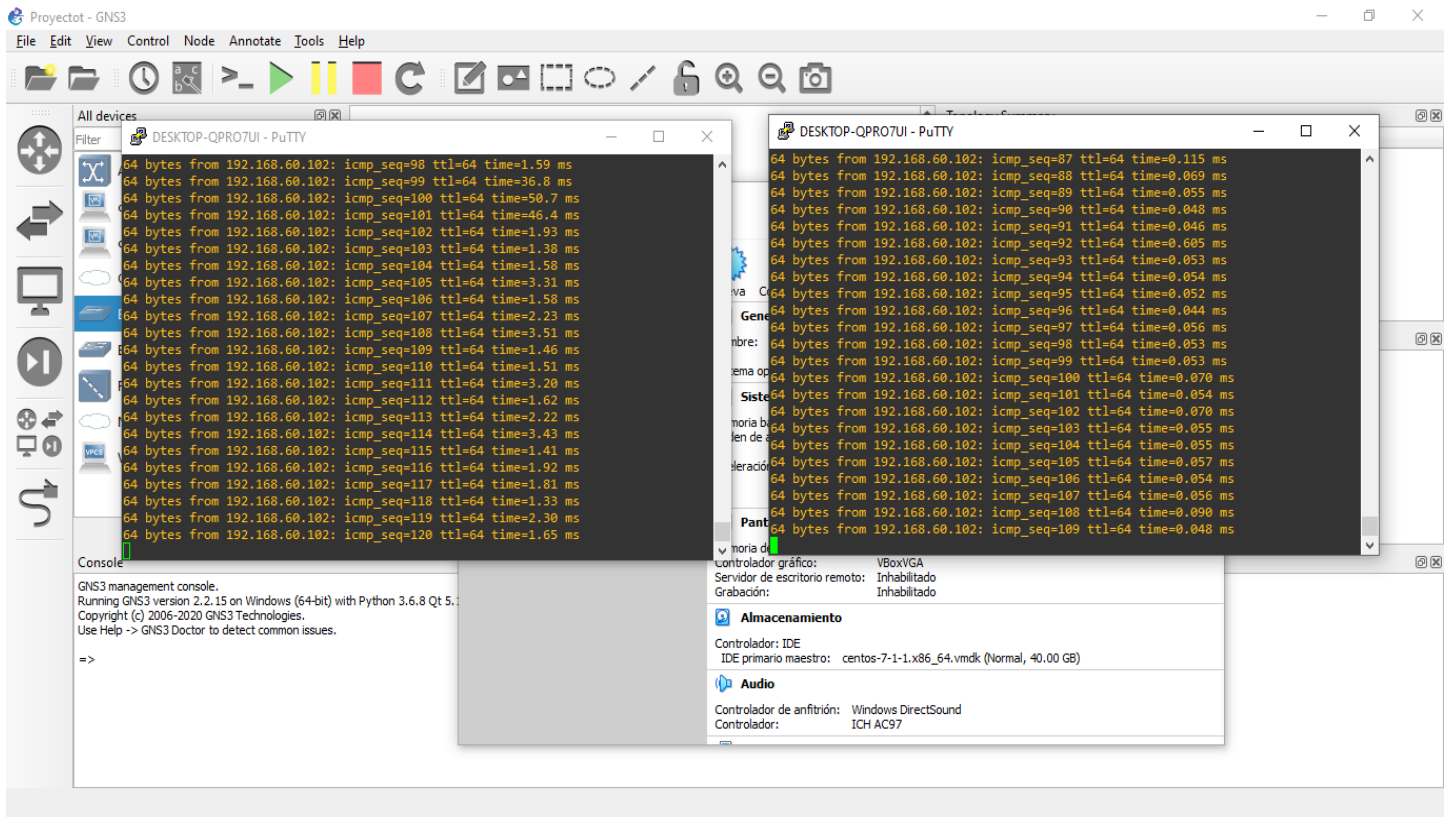 Proyectot - GNS3
File Edit View Control Node Annotate Tools Help
All devices
Filter
DESKTOP-QPRO7UI - PuTTY
64 bytes from 192.168.60.102: icmp_seq=98 ttl=64 time=1.59 ms
64 bytes from 192.168.60.102: icmp_seq=99 ttl=64 time=36.8 ms
64 bytes from 192.168.60.102: icmp_seq=100 ttl=64 time=50.7 ms
64 bytes from 192.168.60.102: icmp_seq=101 ttl=64 time=46.4 ms
64 bytes from 192.168.60.102: icmp_seq=102 ttl=64 time=1.93 ms
64 bytes from 192.168.60.102: icmp_seq=103 ttl=64 time=1.38 ms
64 bytes from 192.168.60.102: icmp_seq=104 ttl=64 time=1.58 ms
64 bytes from 192.168.60.102: icmp_seq=105 ttl=64 time=3.31 ms
64 bytes from 192.168.60.102: icmp_seq=106 ttl=64 time=1.58 ms
64 bytes from 192.168.60.102: icmp_seq=107 ttl=64 time=2.23 ms
64 bytes from 192.168.60.102: icmp_seq=108 ttl=64 time=3.51 ms
64 bytes from 192.168.60.102: icmp_seq=109 ttl=64 time=1.46 ms
64 bytes from 192.168.60.102: icmp_seq=110 ttl=64 time=1.51 ms
64 bytes from 192.168.60.102: icmp_seq=111 ttl=64 time=3.20 ms
64 bytes from 192.168.60.102: icmp_seq=112 ttl=64 time=1.62 ms
64 bytes from 192.168.60.102: icmp_seq=113 ttl=64 time=2.22 ms
64 bytes from 192.168.60.102: icmp_seq=114 ttl=64 time=3.43 ms
64 bytes from 192.168.60.102: icmp_seq=115 ttl=64 time=1.41 ms
64 bytes from 192.168.60.102: icmp_seq=116 ttl=64 time=1.92 ms
64 bytes from 192.168.60.102: icmp_seq=117 ttl=64 time=1.81 ms
64 bytes from 192.168.60.102: icmp_seq=118 ttl=64 time=1.33 ms
64 bytes from 192.168.60.102: icmp_seq=119 ttl=64 time=2.30 ms
64 bytes from 192.168.60.102: icmp_seq=120 ttl=64 time=1.65 ms
DESKTOP-QPRO7UI - PuTTY
64 bytes from 192.168.60.102: icmp_seq=87 ttl=64 time=0.115 ms
64 bytes from 192.168.60.102: icmp_seq=88 ttl=64 time=0.069 ms
64 bytes from 192.168.60.102: icmp_seq=89 ttl=64 time=0.055 ms
64 bytes from 192.168.60.102: icmp_seq=90 ttl=64 time=0.048 ms
64 bytes from 192.168.60.102: icmp_seq=91 ttl=64 time=0.046 ms
64 bytes from 192.168.60.102: icmp_seq=92 ttl=64 time=0.605 ms
64 bytes from 192.168.60.102: icmp_seq=93 ttl=64 time=0.053 ms
64 bytes from 192.168.60.102: icmp_seq=94 ttl=64 time=0.054 ms
64 bytes from 192.168.60.102: icmp_seq=95 ttl=64 time=0.052 ms
64 bytes from 192.168.60.102: icmp_seq=96 ttl=64 time=0.044 ms
64 bytes from 192.168.60.102: icmp_seq=97 ttl=64 time=0.056 ms
64 bytes from 192.168.60.102: icmp_seq=98 ttl=64 time=0.053 ms
64 bytes from 192.168.60.102: icmp_seq=99 ttl=64 time=0.053 ms
64 bytes from 192.168.60.102: icmp_seq=100 ttl=64 time=0.070 ms
64 bytes from 192.168.60.102: icmp_seq=101 ttl=64 time=0.054 ms
64 bytes from 192.168.60.102: icmp_seq=102 ttl=64 time=0.070 ms
64 bytes from 192.168.60.102: icmp_seq=103 ttl=64 time=0.055 ms
64 bytes from 192.168.60.102: icmp_seq=104 ttl=64 time=0.055 ms
64 bytes from 192.168.60.102: icmp_seq=105 ttl=64 time=0.057 ms
64 bytes from 192.168.60.102: icmp_seq=106 ttl=64 time=0.054 ms
64 bytes from 192.168.60.102: icmp_seq=107 ttl=64 time=0.056 ms
64 bytes from 192.168.60.102: icmp_seq=108 ttl=64 time=0.090 ms
64 bytes from 192.168.60.102: icmp_seq=109 ttl=64 time=0.048 ms
VPCS
Console
GNS3 management console.
Running GNS3 version 2.2.15 on Windows (64-bit) with Python 3.6.8 Qt 5.
Copyright (c) 2006-2020 GNS3 Technologies.
Use Help -> GNS3 Doctor to detect common issues.
=>
Controlador gráfico: VBoxVGA
Servidor de escritorio remoto: Inhabilitado
Grabación: Inhabilitado
Almacenamiento
Controlador: IDE
IDE primario maestro: centos-7-1-1.x86_64.vmdk (Normal, 40.00 GB)
Audio
Controlador de anfitrión: Windows DirectSound
Controlador: ICH AC97